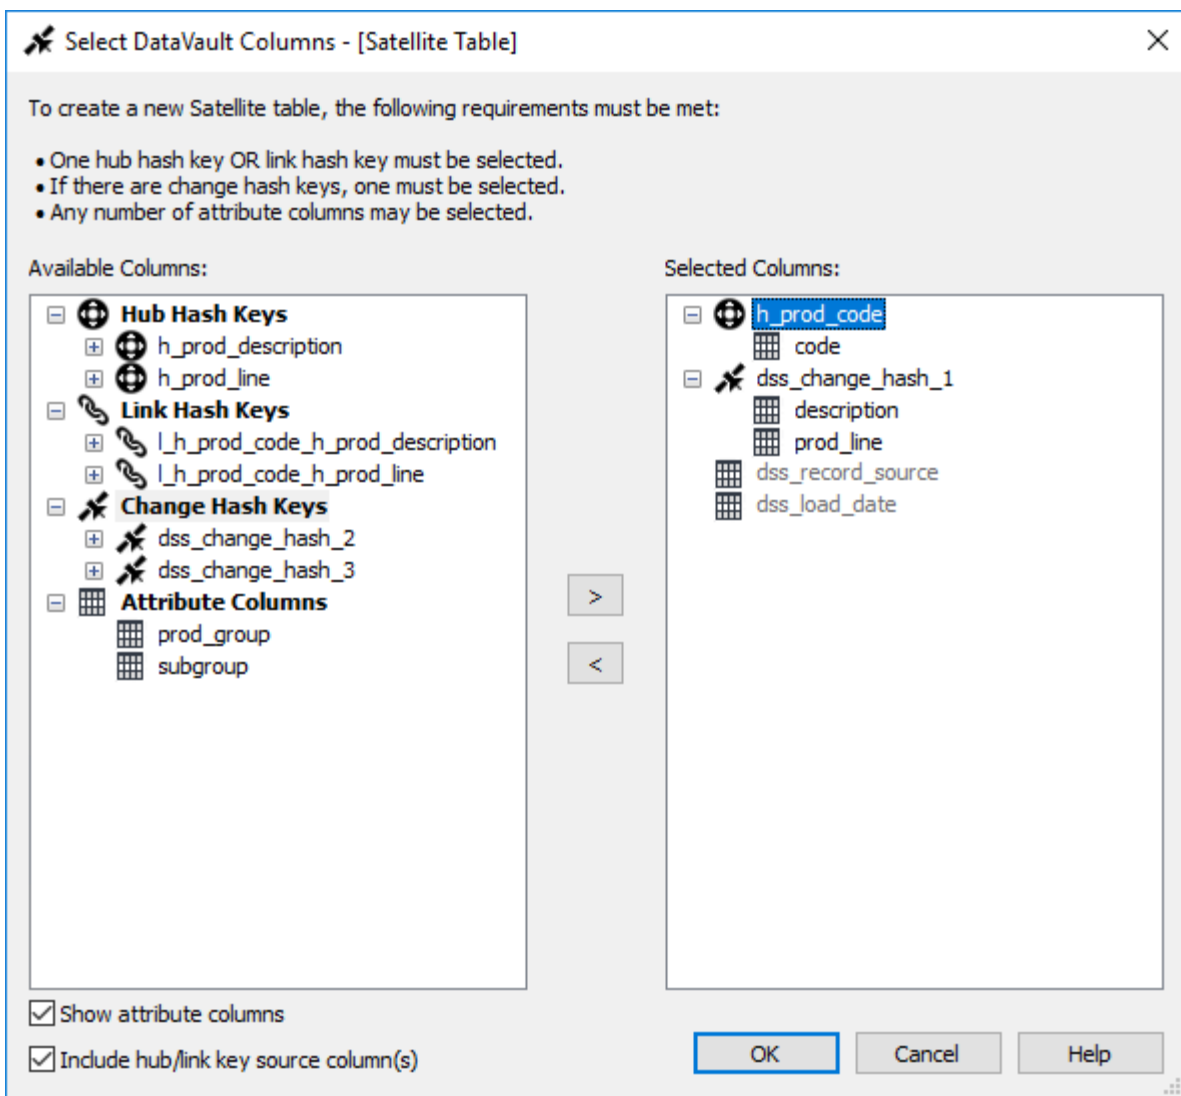 Select DataVault Columns - [Satellite Table]
To create a new Satellite table, the following requirements must be met:
• One hub hash key OR link hash key must be selected.
• If there are change hash keys, one must be selected.
• Any number of attribute columns may be selected.
Available Columns:
Hub Hash Keys
h_prod_description
h_prod_line
Link Hash Keys
l_h_prod_code_h_prod_description
l_h_prod_code_h_prod_line
Change Hash Keys
dss_change_hash_2
dss_change_hash_3
Attribute Columns
prod_group
subgroup
>
<
Selected Columns:
h_prod_code
code
dss_change_hash_1
description
prod_line
dss_record_source
dss_load_date
Show attribute columns
Include hub/link key source column(s)
OK Cancel Help